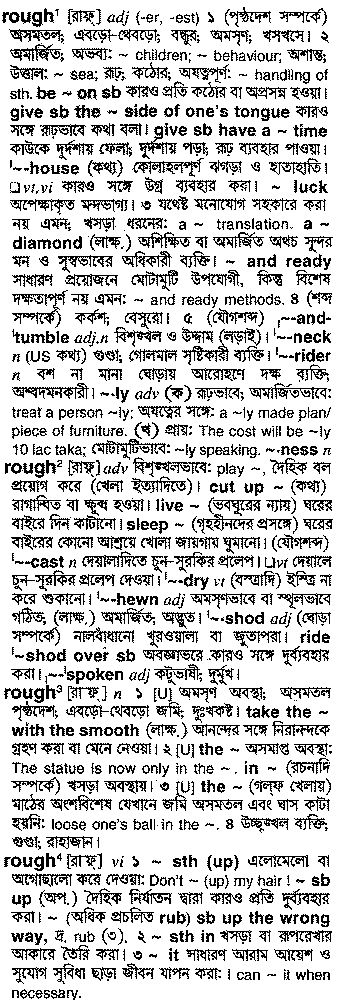 rough¹ [রাফ্] adj (-er, -est) ১ (পৃষ্ঠদেশ সম্পর্কে)
অসমতল; এবড়ো-থেবড়ো; বন্ধুর; অমসৃণ; খসখসে। ২
অমার্জিত; অভব্য: ~ children; ~ behaviour; অশান্ত;
উত্তাল: ~ sea; রূঢ়; কঠোর; অযত্নপূর্ণ: ~ handling of
sth. be ~ on sb কারও প্রতি কঠোর বা অপ্রসন্ন হওয়া।
give sb the ~ side of one's tongue কারও
সঙ্গে রূঢ়ভাবে কথা বলা। give sb have a ~ time
কাউকে দুর্দশায় ফেলা; দুর্দশায় পড়া; রূঢ় ব্যবহার পাওয়া।
'~-house (কথ্য) কোলাহলপূর্ণ ঝগড়া ও হাতাহাতি।
□vt,vi কারও সঙ্গে উগ্র ব্যবহার করা। ~ luck
অপেক্ষাকৃত মন্দভাগ্য। ৩ যথেষ্ট মনোযোগ সহকারে করা
নয় এমন; খসড়া ধরনের: a ~ translation. a ~
diamond (লাক্ষ.) অশিক্ষিত বা অমার্জিত অথচ সুন্দর
মন ও সুস্বভাবের অধিকারী ব্যক্তি। ~ and ready
সাধারণ প্রয়োজনে মোটামুটি উপযোগী, কিন্তু বিশেষ
দক্ষতাপূর্ণ নয় এমন: ~ and ready methods. ৪ (শব্দ
সম্পর্কে) কর্কশ; বেসুরো। ৫ (যৌগশব্দ) ,~-and-
'tumble adj,n বিশৃঙ্খল ও উদ্দাম (লড়াই)। '~-neck
n (US কথ্য) গুণ্ডা; গোলমাল সৃষ্টিকারী ব্যক্তি। '~-rider
n বশ না মানা ঘোড়ায় আরোহণে দক্ষ ব্যক্তি;
অশ্বদমনকারী। ~-ly adv (ক) রূঢ়ভাবে; অমার্জিতভাবে:
treat a person ~ly; অযত্নের সঙ্গে: a ~ly made plan/
piece of furniture. (খ) প্রায়: The cost will be ~ly
10 lac taka; মোটামুটিভাবে: ~ly speaking. ~-ness n
rough² [রাফ্] adv বিশৃঙ্খলভাবে: play ~, দৈহিক বল
প্রয়োগ করে (খেলা ইত্যাদিতে)। cut up ~ (কথ্য)
রাগান্বিত বা ক্ষুব্ধ হওয়া। live ~ (ভবঘুরের ন্যায়) ঘরের
বাইরে দিন কাটানো। sleep ~ (গৃহহীনদের প্রসঙ্গে) ঘরের
বাইরের কোনো আশ্রয়ে খোলা জায়গায় ঘুমানো। (যৌগশব্দ)
'~-cast n দেয়ালাদিতে চুন-সুরকির প্রলেপ। □vt দেয়ালে
চুন-সুরকির প্রলেপ দেওয়া। '~-dry vt (বস্ত্রাদি) ইস্ত্রি না
করে শুকানো। '~-hewn adj অমসৃণভাবে বা স্থূলভাবে
গঠিত; (লাক্ষ.) অমার্জিত; অদ্ভুত। '~-shod adj (ঘোড়া
সম্পর্কে) নালবাঁধানো খুরওয়ালা বা জুতাপরা। ride
'~-shod over sb অবজ্ঞাভরে কারও সঙ্গে দুর্ব্যবহার
করা। ,~-'spoken adj কটুভাষী; দুর্মুখ।
rough³ [রাফ্] n ১ [U] অমসৃণ অবস্থা; অসমতল
পৃষ্ঠদেশ; এবড়ো-থেবড়ো জমি; দুঃখকষ্ট। take the ~
with the smooth (লাক্ষ.) আনন্দের সঙ্গে নিরানন্দকে
গ্রহণ করা বা মেনে নেওয়া। ২ [U] the ~ অসমাপ্ত অবস্থা:
The statue is now only in the ~. in ~ (রচনাদি
সম্পর্কে) খসড়া অবস্থায়। ৩ [U] the ~ (গল্‌ফ খেলায়)
মাঠের অংশবিশেষ যেখানে জমি অসমতল এবং ঘাস কাটা
হয়নি: loose one's ball in the ~. ৪ উচ্ছৃঙ্খল ব্যক্তি;
গুণ্ডা; রাহাজান।
rough⁴ [রাফ্] vi ১ ~ sth (up) এলোমেলো বা
অগোছালো করে দেওয়া: Don't ~ (up) my hair ! ~ sb
up (অপ.) দৈহিক নির্যাতন দ্বারা কারও প্রতি দুর্ব্যবহার
করা। ~ (অধিক প্রচলিত rub) sb up the wrong
way, দ্র. rub (৩). ২ ~ sth in খসড়া বা রূপরেখার
আকারে তৈরি করা। ৩ ~ it সাধারণ আরাম আয়েশ ও
সুযোগ সুবিধা ছাড়া জীবন যাপন করা: I can ~ it when
necessary.